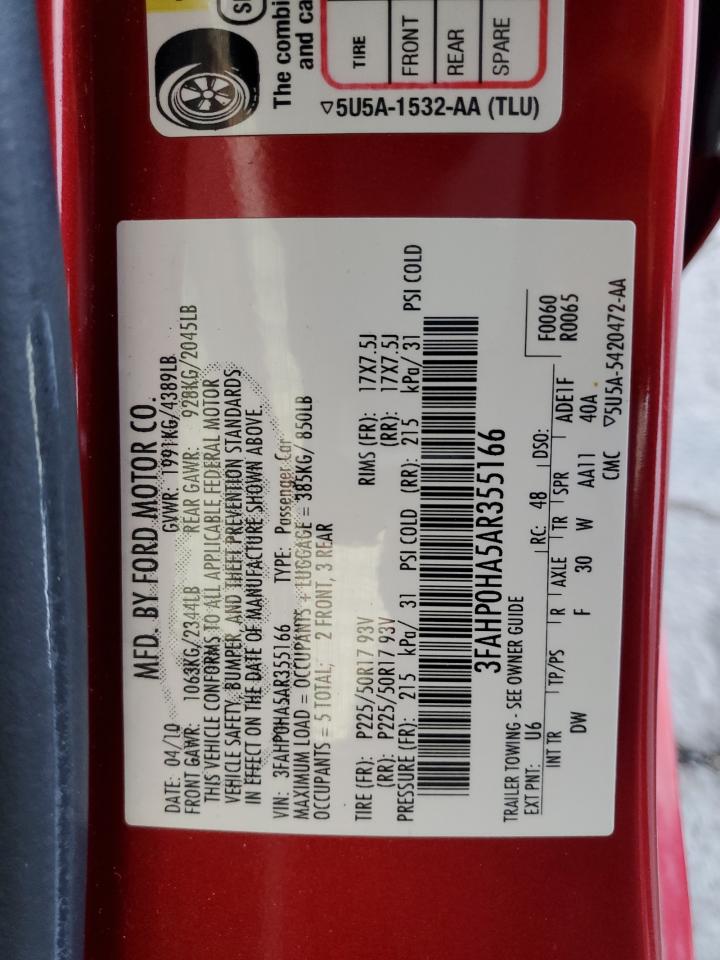 The combi
and ca
TIRE
FRONT
REAR
SPARE
▽5U5A-1532-AA (TLU)
MFD. BY FORD MOTOR CO.
DATE: 04/10 GVWR: 1991KG/4389LB
FRONT GAWR: 1063KG/2344LB REAR GAWR: 928KG/2045LB
THIS VEHICLE CONFORMS TO ALL APPLICABLE FEDERAL MOTOR
VEHICLE SAFETY, BUMPER, AND THEFT PREVENTION STANDARDS
IN EFFECT ON THE DATE OF MANUFACTURE SHOWN ABOVE.
VIN: 3FAHP0HA5AR355166 TYPE: Passenger Car
MAXIMUM LOAD = OCCUPANTS + LUGGAGE = 385KG/ 850LB
OCCUPANTS = 5 TOTAL; 2 FRONT, 3 REAR
TIRE (FR): P225/50R17 93V RIMS (FR): 17X7.5J
(RR): P225/50R17 93V (RR): 17X7.5J
PRESSURE (FR): 215 kPa/ 31 PSI COLD (RR): 215 kPa/ 31 PSI COLD
3FAHP0HA5AR355166
TRAILER TOWING - SEE OWNER GUIDE F0060
EXT PNT: U6 RC: 48 DSO: R0065
INT TR TP/PS R AXLE TR SPR ADE1F
DW F 30 W AA11 40A
CMC ▽5U5A-5420472-AA